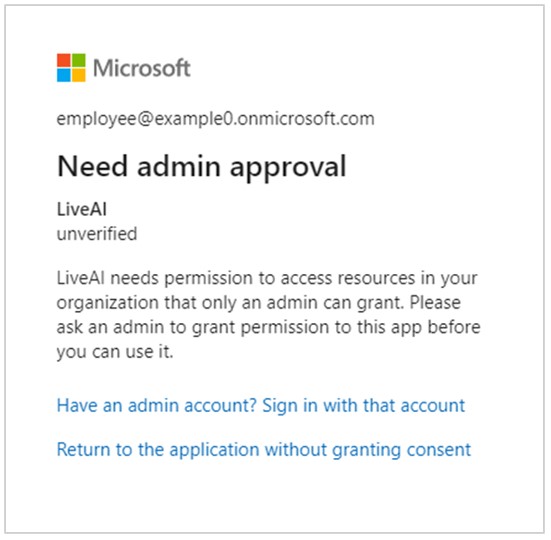 Microsoft
employee@example0.onmicrosoft.com
Need admin approval
LiveAI
unverified
LiveAI needs permission to access resources in your
organization that only an admin can grant. Please
ask an admin to grant permission to this app before
you can use it.
Have an admin account? Sign in with that account
Return to the application without granting consent